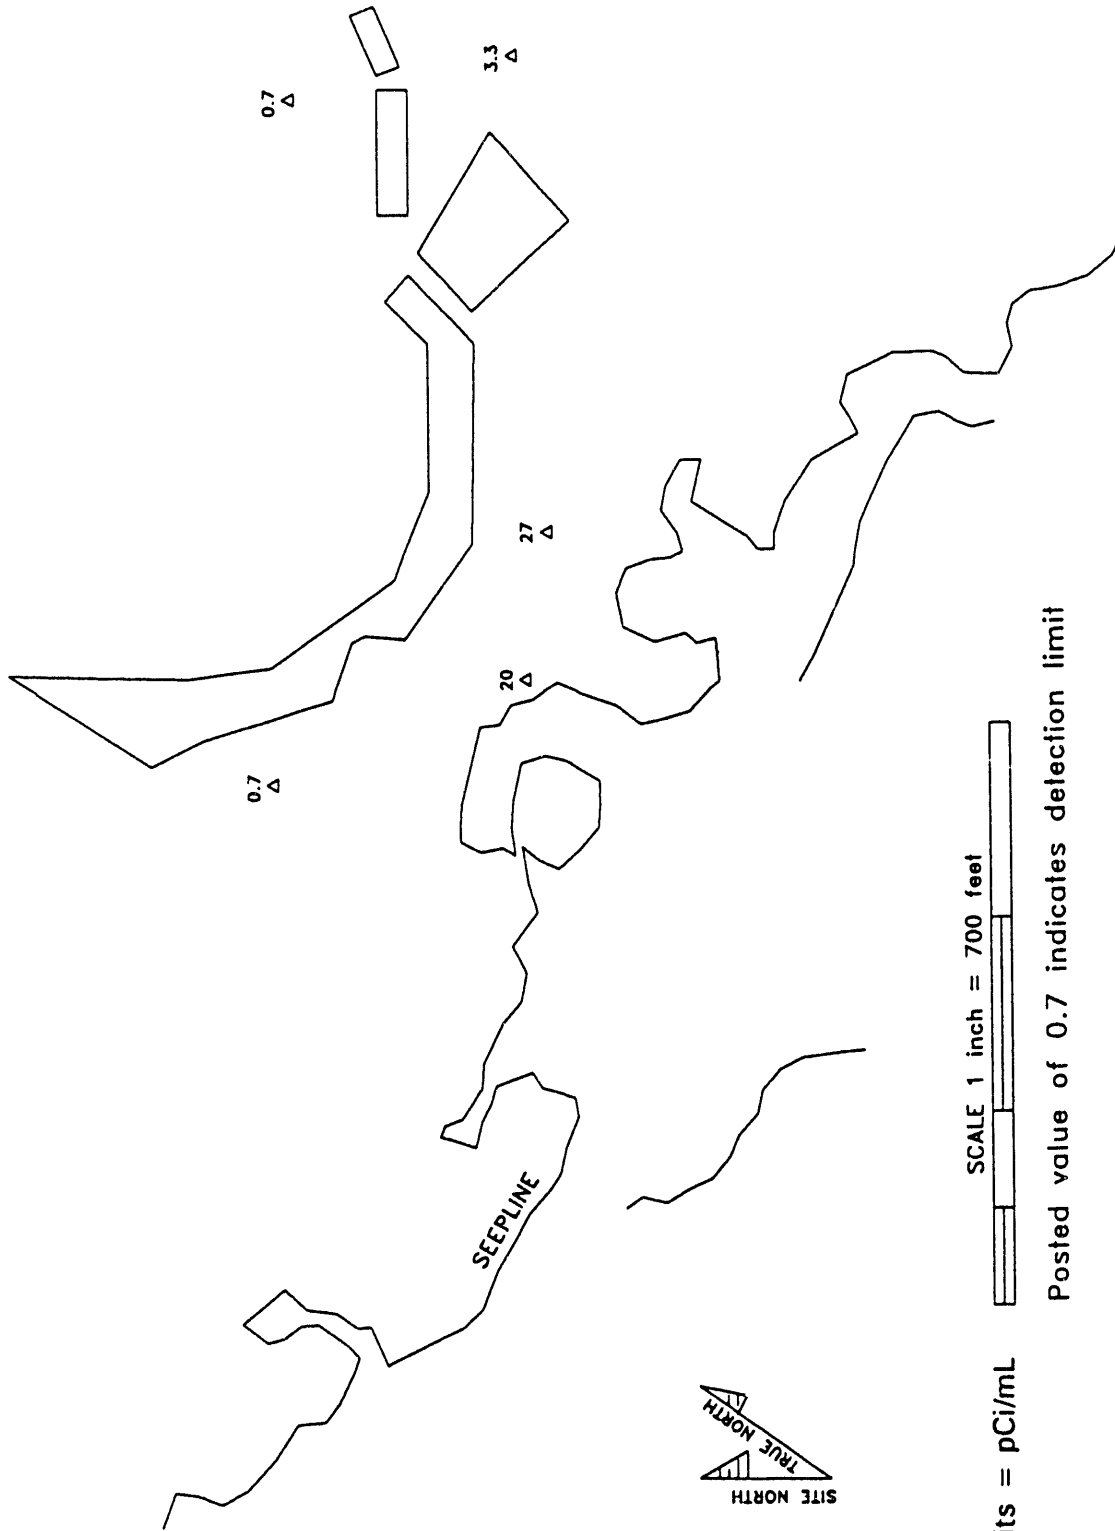 0.7
3.3
27
20
0.7
SEEPLINE
TRUE NORTH
SITE NORTH
SCALE 1 inch = 700 feet
its = pCi/mL
Posted value of 0.7 indicates detection limit